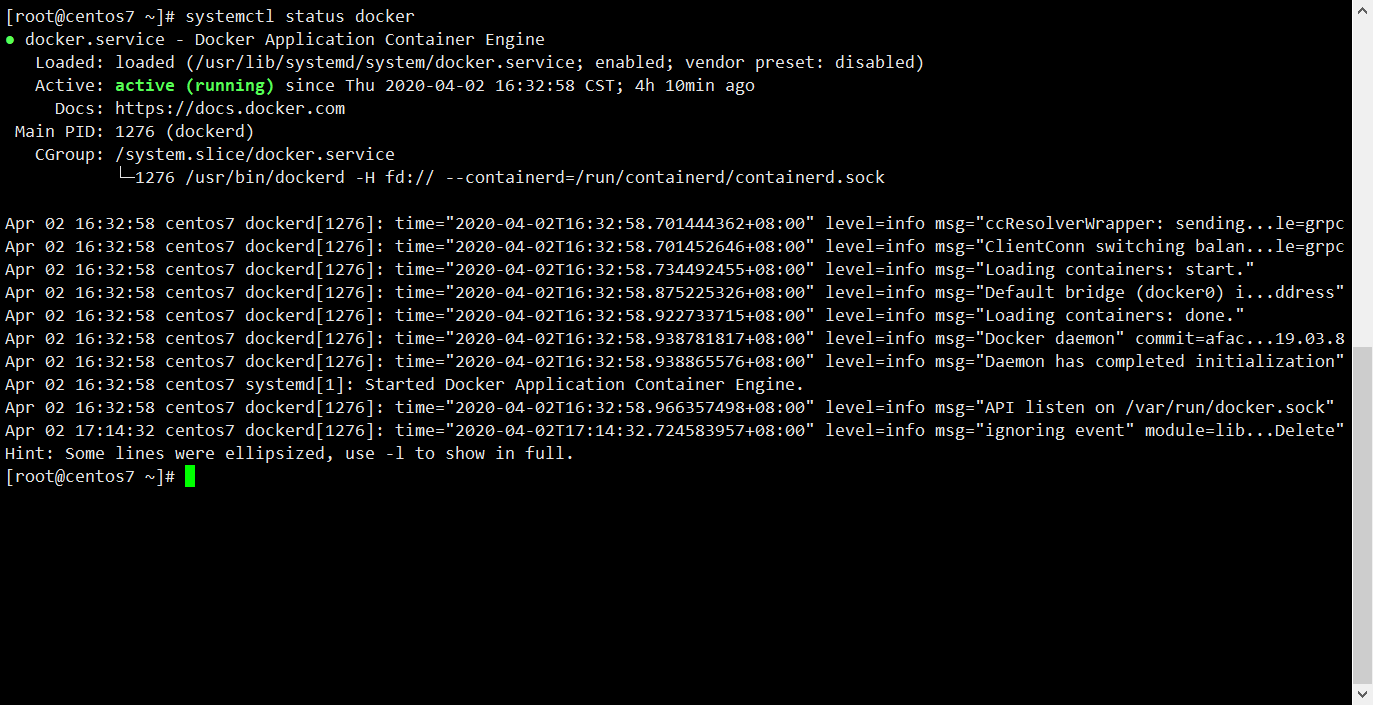 [root@centos7 ~]# systemctl status docker
● docker.service - Docker Application Container Engine
   Loaded: loaded (/usr/lib/systemd/system/docker.service; enabled; vendor preset: disabled)
   Active: active (running) since Thu 2020-04-02 16:32:58 CST; 4h 10min ago
     Docs: https://docs.docker.com
 Main PID: 1276 (dockerd)
   CGroup: /system.slice/docker.service
           └─1276 /usr/bin/dockerd -H fd:// --containerd=/run/containerd/containerd.sock

Apr 02 16:32:58 centos7 dockerd[1276]: time="2020-04-02T16:32:58.701444362+08:00" level=info msg="ccResolverWrapper: sending...le=grpc
Apr 02 16:32:58 centos7 dockerd[1276]: time="2020-04-02T16:32:58.701452646+08:00" level=info msg="ClientConn switching balan...le=grpc
Apr 02 16:32:58 centos7 dockerd[1276]: time="2020-04-02T16:32:58.734492455+08:00" level=info msg="Loading containers: start."
Apr 02 16:32:58 centos7 dockerd[1276]: time="2020-04-02T16:32:58.875225326+08:00" level=info msg="Default bridge (docker0) i...ddress"
Apr 02 16:32:58 centos7 dockerd[1276]: time="2020-04-02T16:32:58.922733715+08:00" level=info msg="Loading containers: done."
Apr 02 16:32:58 centos7 dockerd[1276]: time="2020-04-02T16:32:58.938781817+08:00" level=info msg="Docker daemon" commit=afac...19.03.8
Apr 02 16:32:58 centos7 dockerd[1276]: time="2020-04-02T16:32:58.938865576+08:00" level=info msg="Daemon has completed initialization"
Apr 02 16:32:58 centos7 systemd[1]: Started Docker Application Container Engine.
Apr 02 16:32:58 centos7 dockerd[1276]: time="2020-04-02T16:32:58.966357498+08:00" level=info msg="API listen on /var/run/docker.sock"
Apr 02 17:14:32 centos7 dockerd[1276]: time="2020-04-02T17:14:32.724583957+08:00" level=info msg="ignoring event" module=lib...Delete"
Hint: Some lines were ellipsized, use -l to show in full.
[root@centos7 ~]#